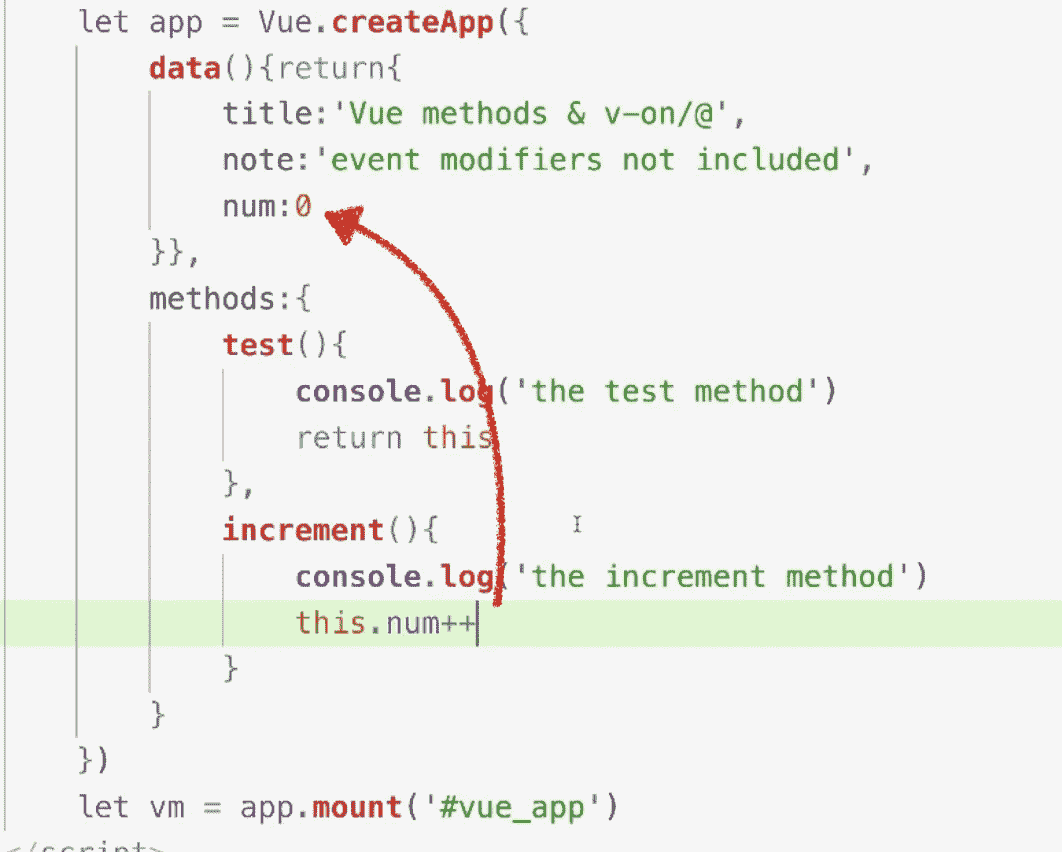 let app = Vue.createApp({
data(){return{
title:'Vue methods & v-on/@',
note:'event modifiers not included',
num:0
}},
methods:{
test(){
console.log('the test method')
return this
},
increment(){
console.log('the increment method')
this.num++
}
}
})
let vm = app.mount('#vue_app')
</script>